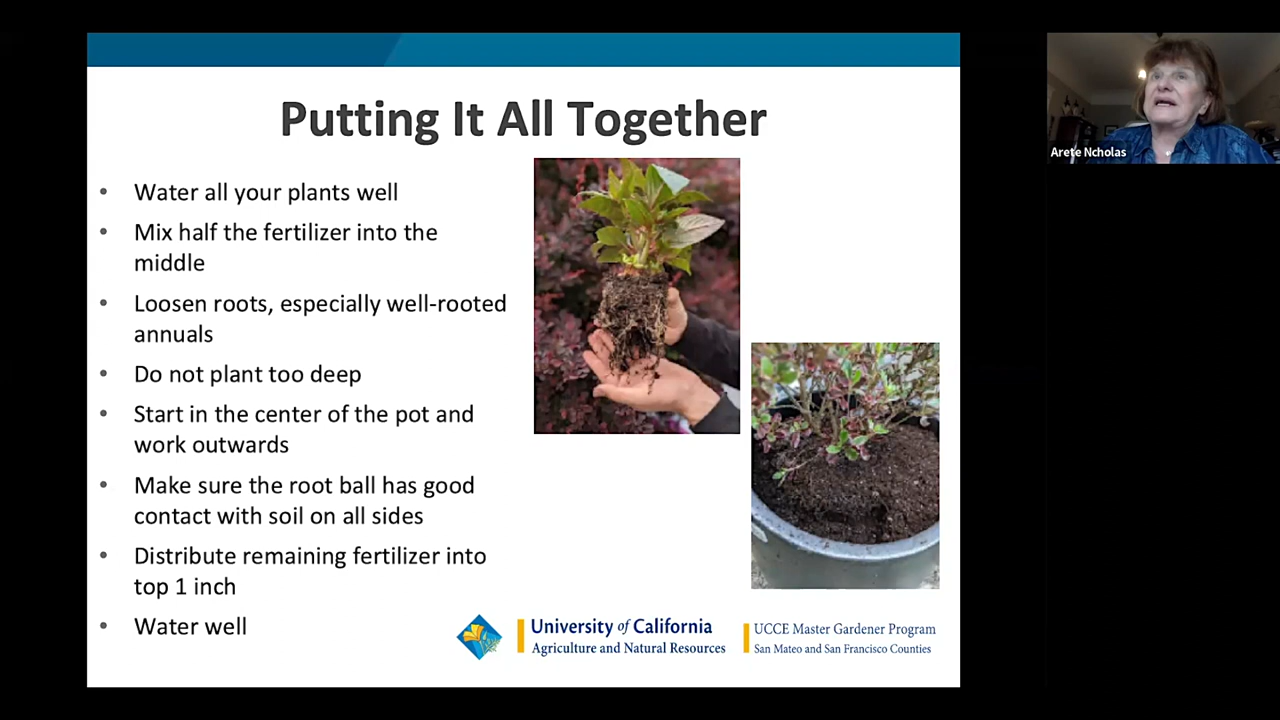 Putting It All Together
• Water all your plants well
• Mix half the fertilizer into the
middle
• Loosen roots, especially well-rooted
annuals
• Do not plant too deep
• Start in the center of the pot and
work outwards
• Make sure the root ball has good
contact with soil on all sides
• Distribute remaining fertilizer into
top 1 inch
• Water well
University of California
Agriculture and Natural Resources
UCCE Master Gardener Program
San Mateo and San Francisco Counties
Arete Ncholas